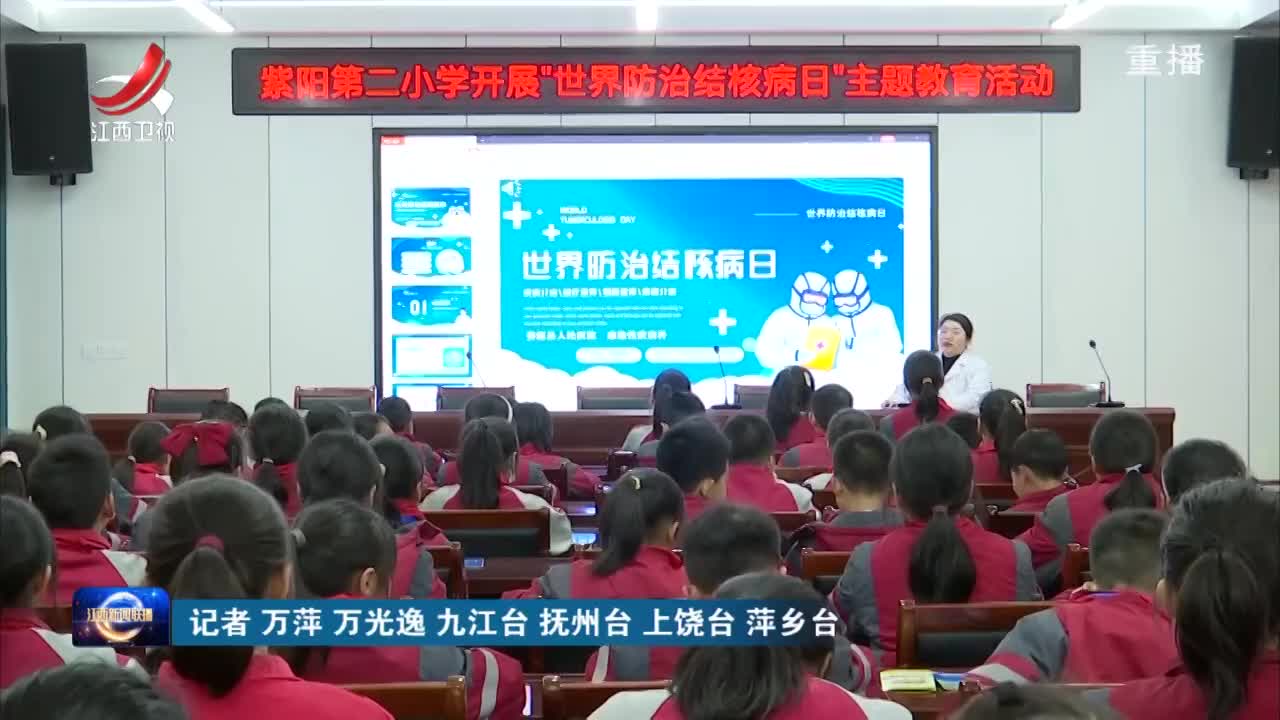 重播
江西卫视
紫阳第二小学开展"世界防治结核病日"主题教育活动
WORLD
TUBERCULOSIS DAY
世界防治结核病日
世界防治结核病日
01
江西新闻联播
记者 万萍 万光逸 九江台 抚州台 上饶台 萍乡台